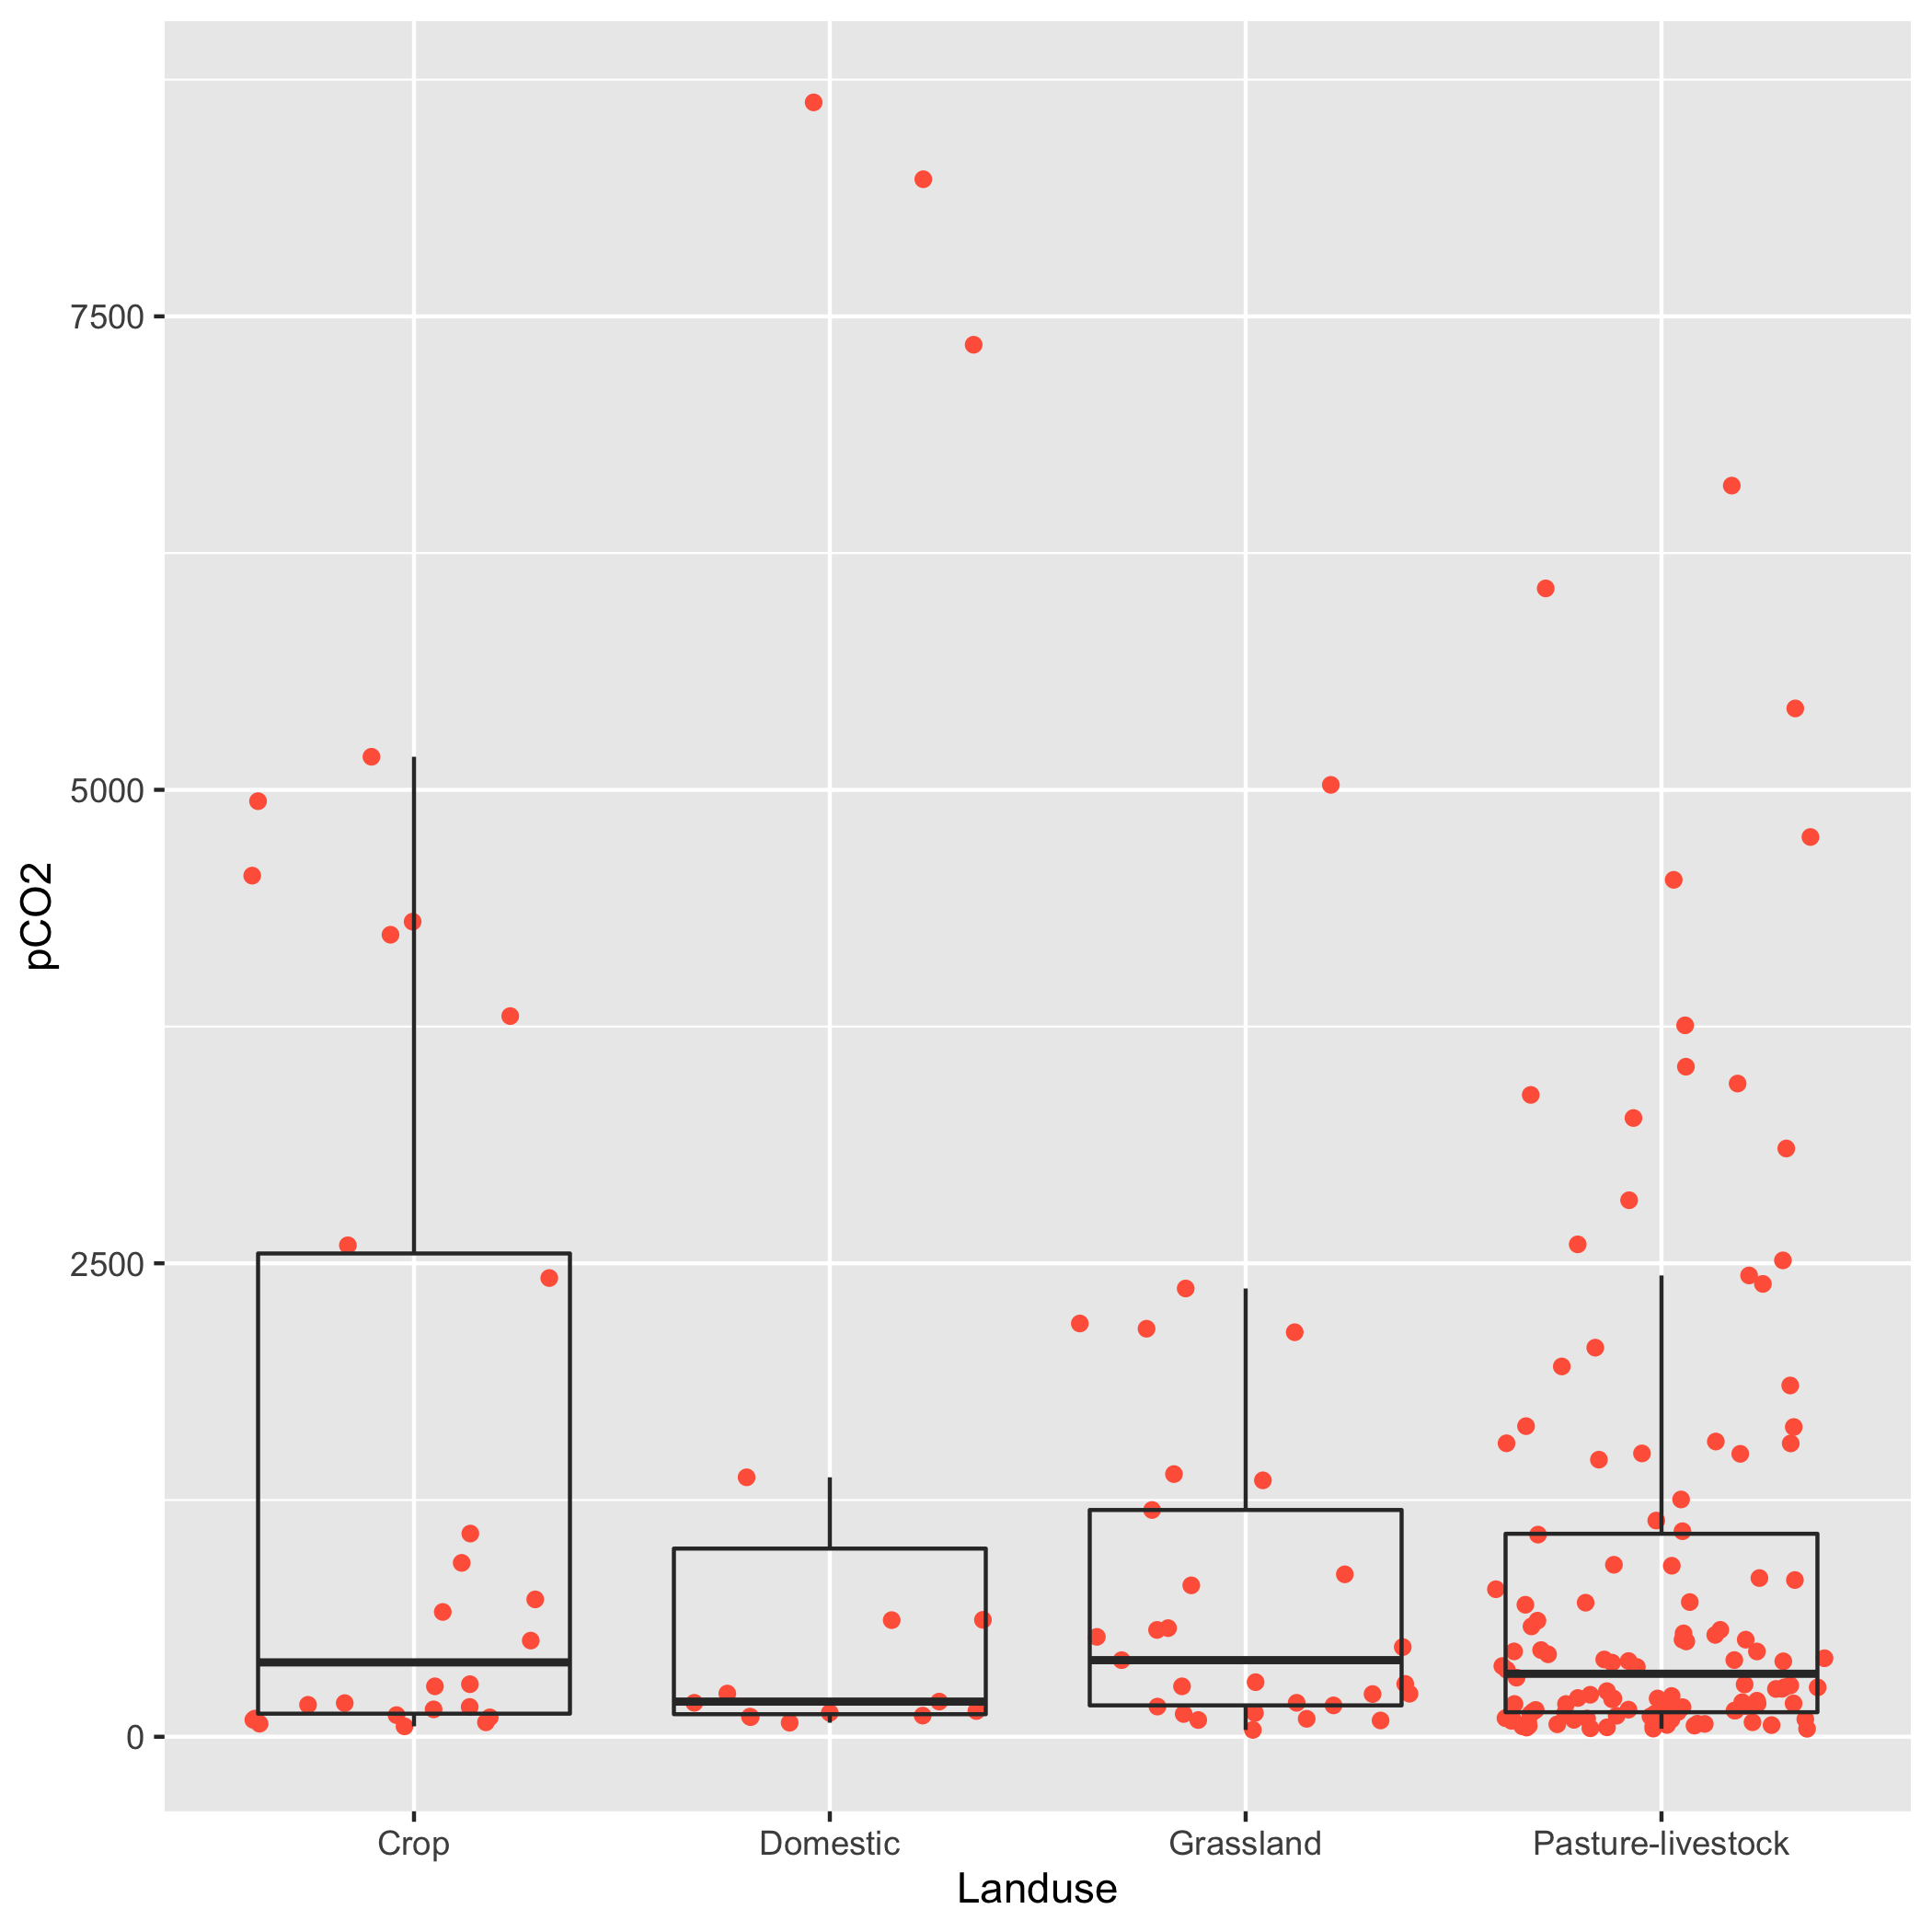 7500
5000
2500
0
pCO2
Crop
Domestic
Grassland
Pasture-livestock
Landuse